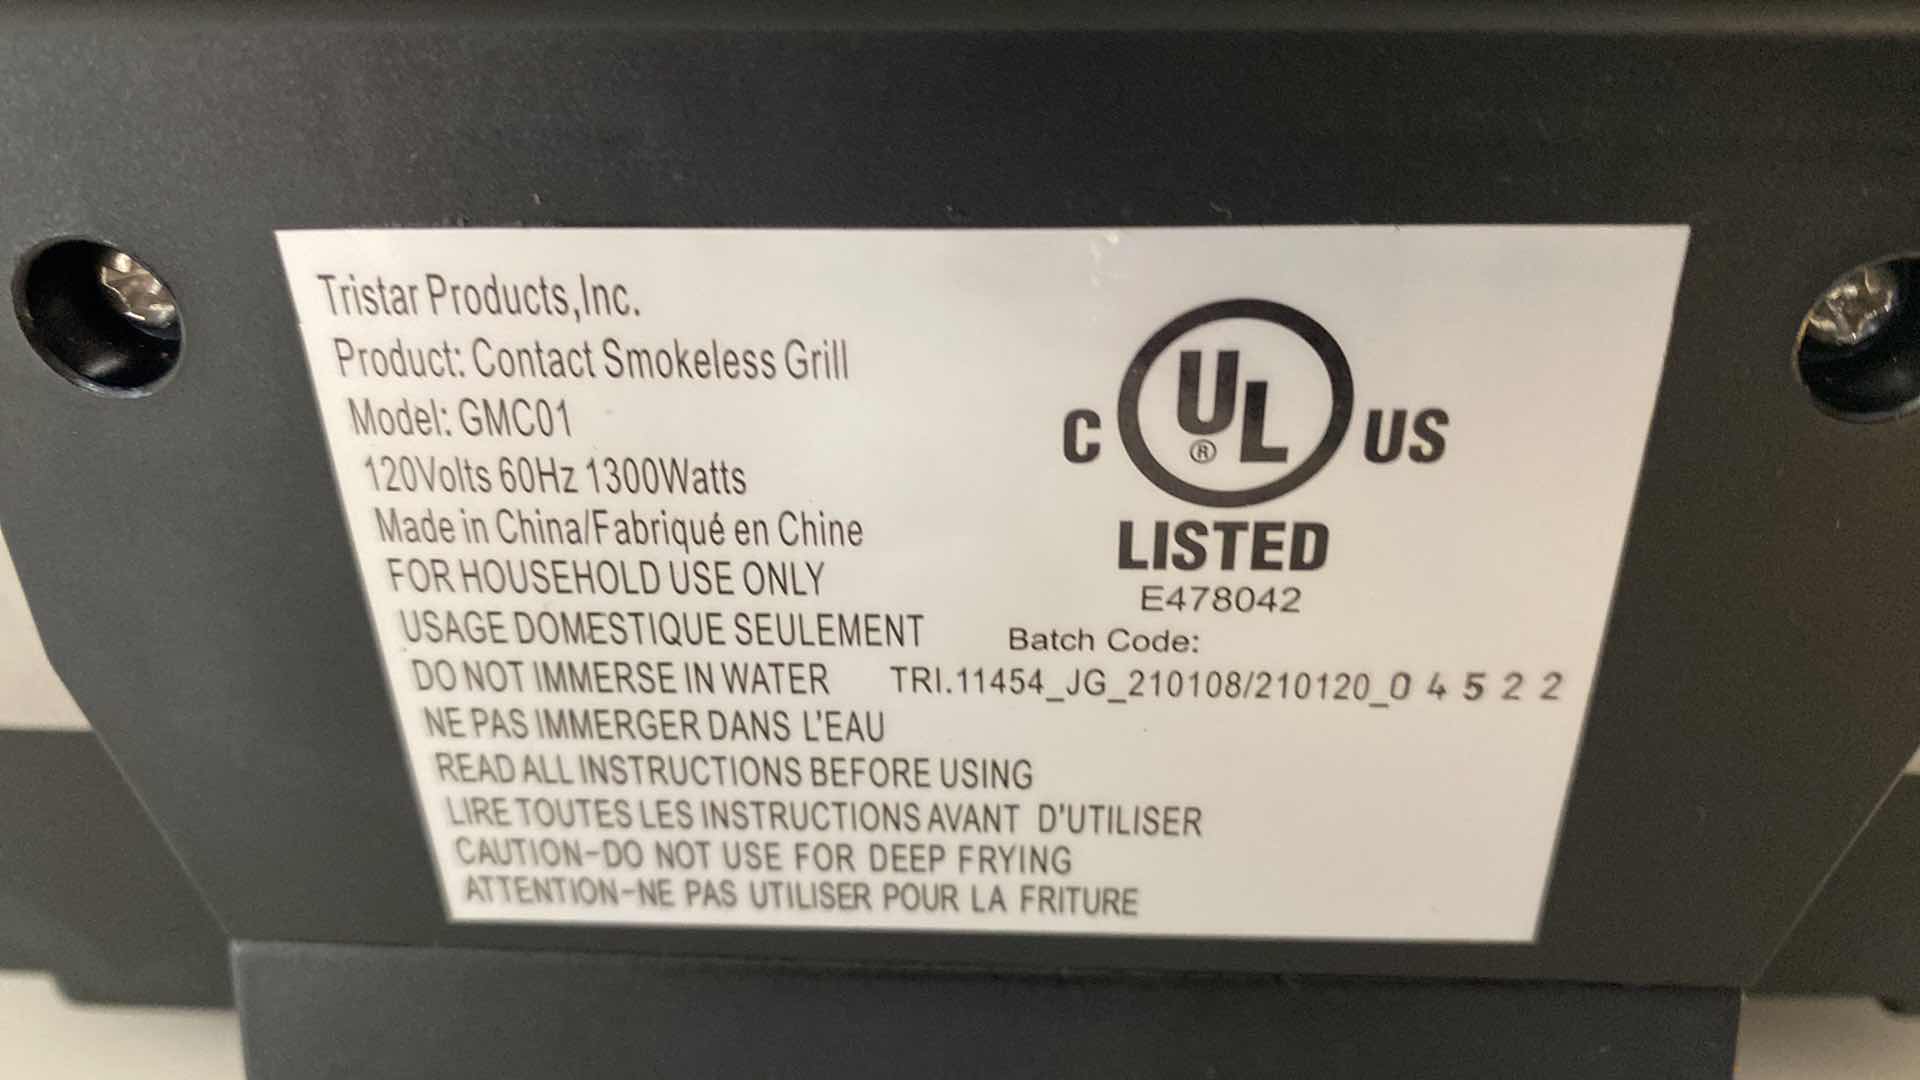 Tristar Products,Inc.
Product: Contact Smokeless Grill
Model: GMC01
120Volts 60Hz 1300Watts
Made in China/Fabriqué en Chine
FOR HOUSEHOLD USE ONLY
USAGE DOMESTIQUE SEULEMENT
DO NOT IMMERSE IN WATER
NE PAS IMMERGER DANS L'EAU
READ ALL INSTRUCTIONS BEFORE USING
LIRE TOUTES LES INSTRUCTIONS AVANT D'UTILISER
CAUTION-DO NOT USE FOR DEEP FRYING
ATTENTION-NE PAS UTILISER POUR LA FRITURE
C UL ® US
LISTED
E478042
Batch Code:
TRI.11454_JG_210108/210120_0 4 5 2 2